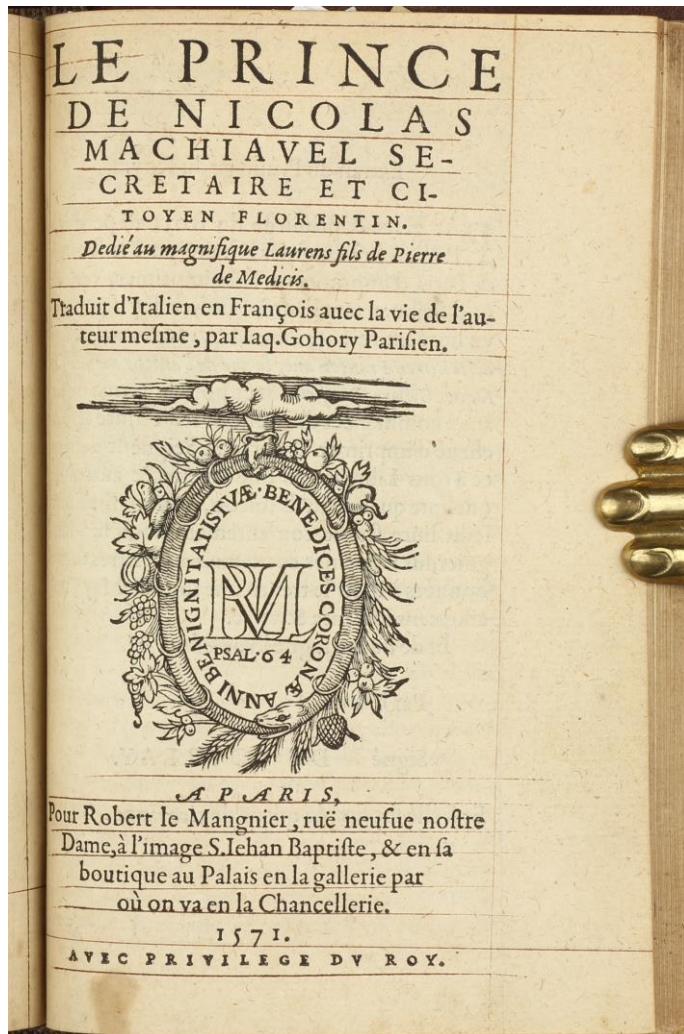 LE PRINCE
DE NICOLAS
MACHIAVEL SE-
CRETAIRE ET CI-
TOYEN FLORENTIN.
Dedié au magnifique Laurens fils de Pierre
de Medicis.
Traduit d'Italien en François auec la vie de l'au-
teur meſme, par Iaq. Gohory Pariſien.
BENEDICES CORONÆ ANNI BENIGNITATIS TVÆ·
PSAL·64
A PARIS,
Pour Robert le Mangnier, ruë neufue noſtre
Dame, à l'image S. Iehan Baptiſte, & en ſa
boutique au Palais en la gallerie par
où on va en la Chancellerie.
1571.
AVEC PRIVILEGE DV ROY.